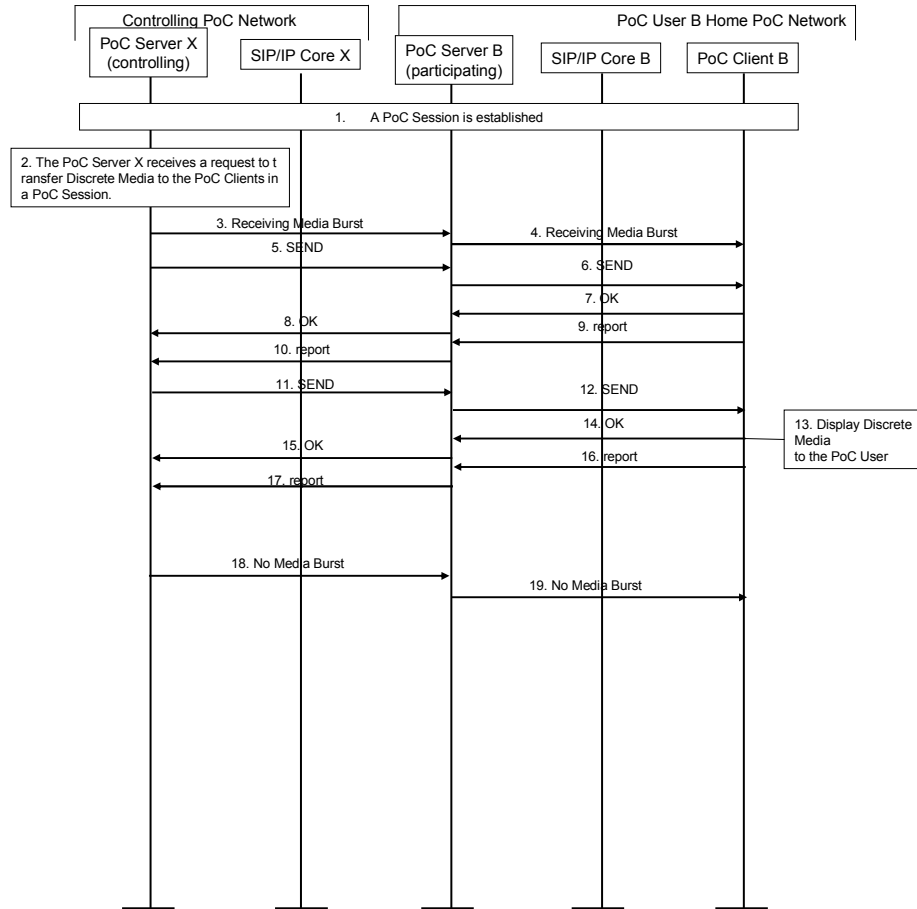 Controlling PoC Network
PoC User B Home PoC Network
PoC Server X
(controlling)
SIP/IP Core X
PoC Server B
(participating)
SIP/IP Core B
PoC Client B
1. A PoC Session is established
2. The PoC Server X receives a request to t
ransfer Discrete Media to the PoC Clients in
a PoC Session.
3. Receiving Media Burst
4. Receiving Media Burst
5. SEND
6. SEND
7. OK
8. OK
9. report
10. report
11. SEND
12. SEND
13. Display Discrete
Media
to the PoC User
14. OK
15. OK
16. report
17. report
18. No Media Burst
19. No Media Burst